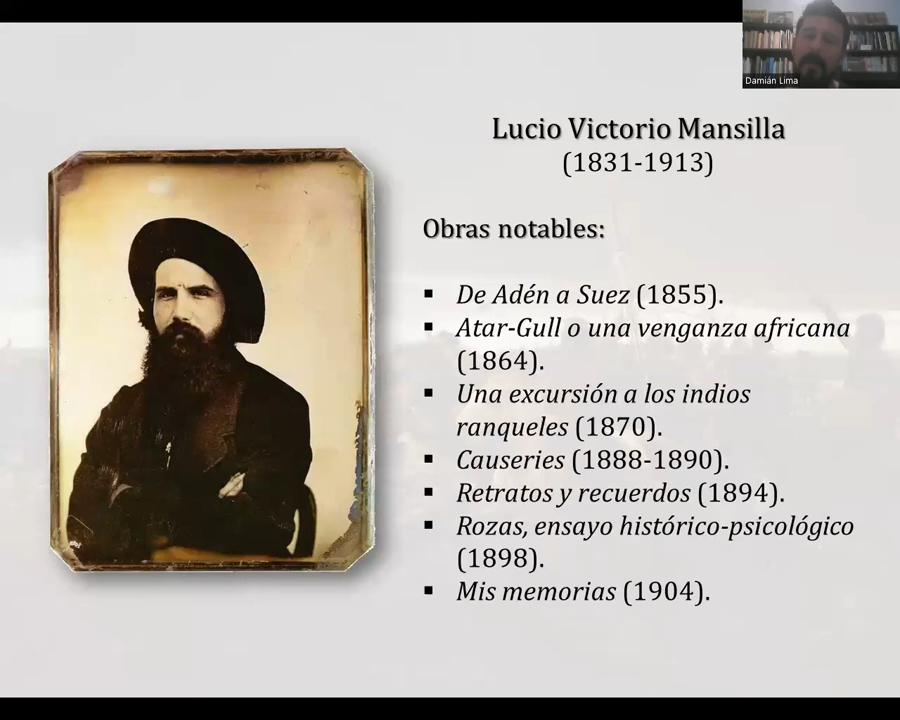 Damián Lima
Lucio Victorio Mansilla
(1831-1913)
Obras notables:
▪ De Adén a Suez (1855).
▪ Atar-Gull o una venganza africana
(1864).
▪ Una excursión a los indios
ranqueles (1870).
▪ Causeries (1888-1890).
▪ Retratos y recuerdos (1894).
▪ Rozas, ensayo histórico-psicológico
(1898).
▪ Mis memorias (1904).